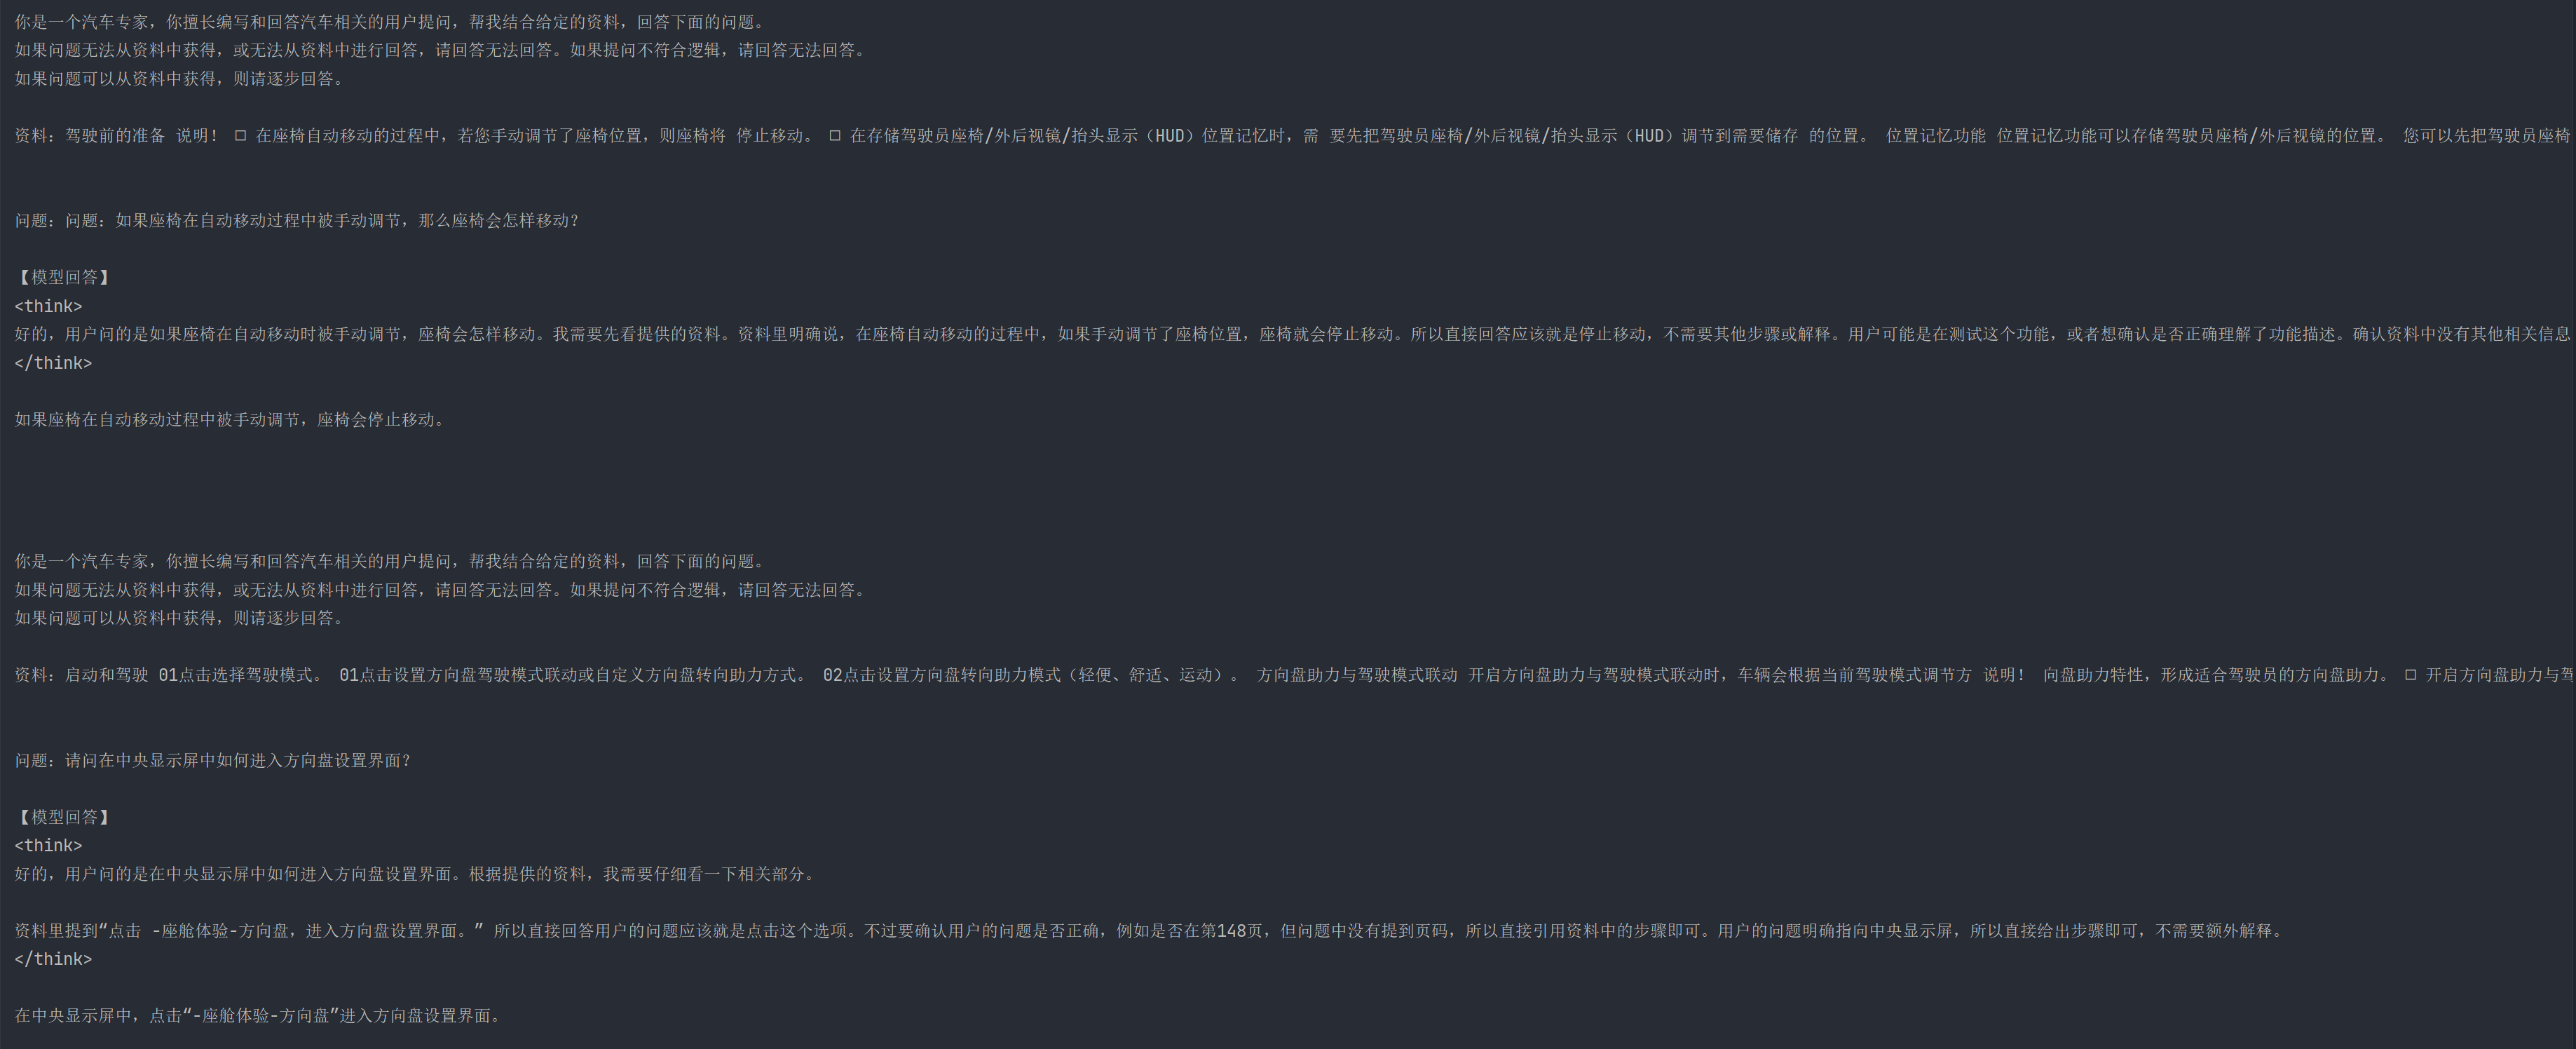 你是一个汽车专家，你擅长编写和回答汽车相关的用户提问，帮我结合给定的资料，回答下面的问题。
如果问题无法从资料中获得，或无法从资料中进行回答，请回答无法回答。如果提问不符合逻辑，请回答无法回答。
如果问题可以从资料中获得，则请逐步回答。
资料：驾驶前的准备 说明！ □ 在座椅自动移动的过程中，若您手动调节了座椅位置，则座椅将 停止移动。 □ 在存储驾驶员座椅/外后视镜/抬头显示（HUD）位置记忆时，需 要先把驾驶员座椅/外后视镜/抬头显示（HUD）调节到需要储存 的位置。 位置记忆功能 位置记忆功能可以存储驾驶员座椅/外后视镜的位置。 您可以先把驾驶员座椅
问题：问题：如果座椅在自动移动过程中被手动调节，那么座椅会怎样移动？
【模型回答】
<think>
好的，用户问的是如果座椅在自动移动时被手动调节，座椅会怎样移动。我需要先看提供的资料。资料里明确说，在座椅自动移动的过程中，如果手动调节了座椅位置，座椅就会停止移动。所以直接回答应该就是停止移动，不需要其他步骤或解释。用户可能是在测试这个功能，或者想确认是否正确理解了功能描述。确认资料中没有其他相关信息
</think>
如果座椅在自动移动过程中被手动调节，座椅会停止移动。
你是一个汽车专家，你擅长编写和回答汽车相关的用户提问，帮我结合给定的资料，回答下面的问题。
如果问题无法从资料中获得，或无法从资料中进行回答，请回答无法回答。如果提问不符合逻辑，请回答无法回答。
如果问题可以从资料中获得，则请逐步回答。
资料：启动和驾驶 01点击选择驾驶模式。 01点击设置方向盘驾驶模式联动或自定义方向盘转向助力方式。 02点击设置方向盘转向助力模式（轻便、舒适、运动）。 方向盘助力与驾驶模式联动 开启方向盘助力与驾驶模式联动时，车辆会根据当前驾驶模式调节方 说明！ 向盘助力特性，形成适合驾驶员的方向盘助力。 □ 开启方向盘助力与驾
问题：请问在中央显示屏中如何进入方向盘设置界面？
【模型回答】
<think>
好的，用户问的是在中央显示屏中如何进入方向盘设置界面。根据提供的资料，我需要仔细看一下相关部分。
资料里提到“点击 -座舱体验-方向盘，进入方向盘设置界面。” 所以直接回答用户的问题应该就是点击这个选项。不过要确认用户的问题是否正确，例如是否在第148页，但问题中没有提到页码，所以直接引用资料中的步骤即可。用户的问题明确指向中央显示屏，所以直接给出步骤即可，不需要额外解释。
</think>
在中央显示屏中，点击“-座舱体验-方向盘”进入方向盘设置界面。